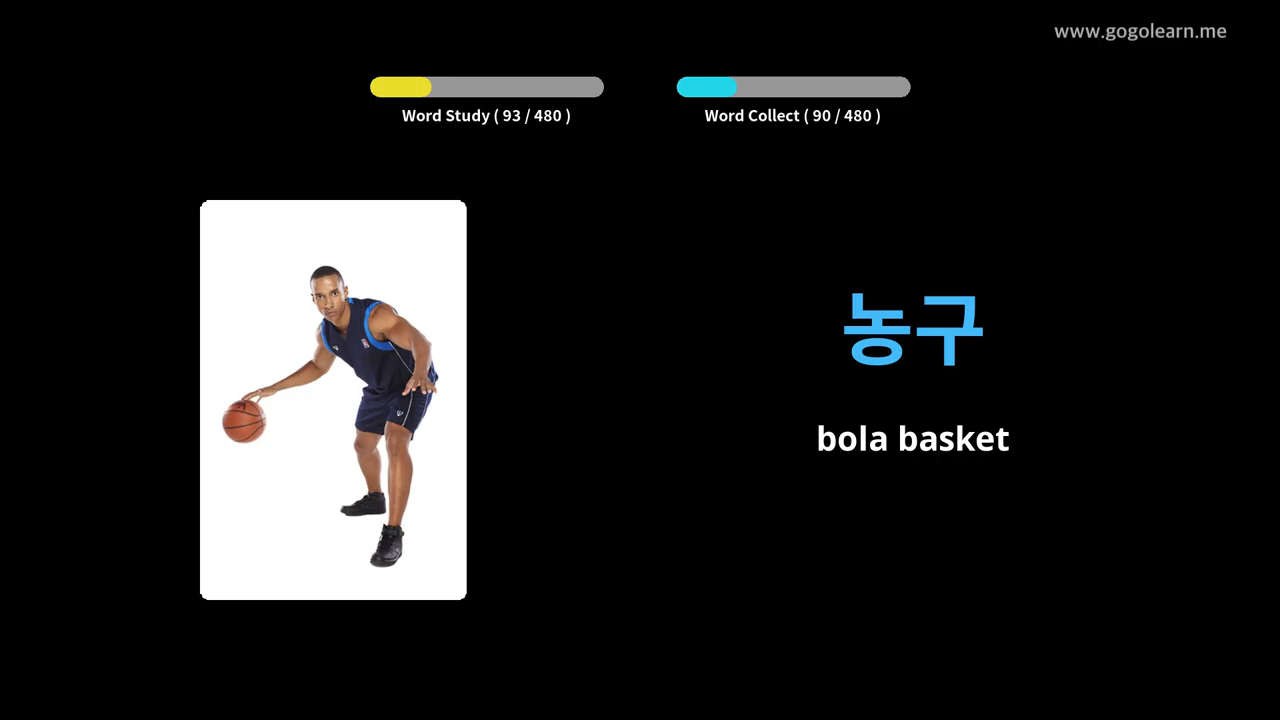 www.gogolearn.me
Word Study ( 93 / 480 )
Word Collect ( 90 / 480 )
농구
bola basket